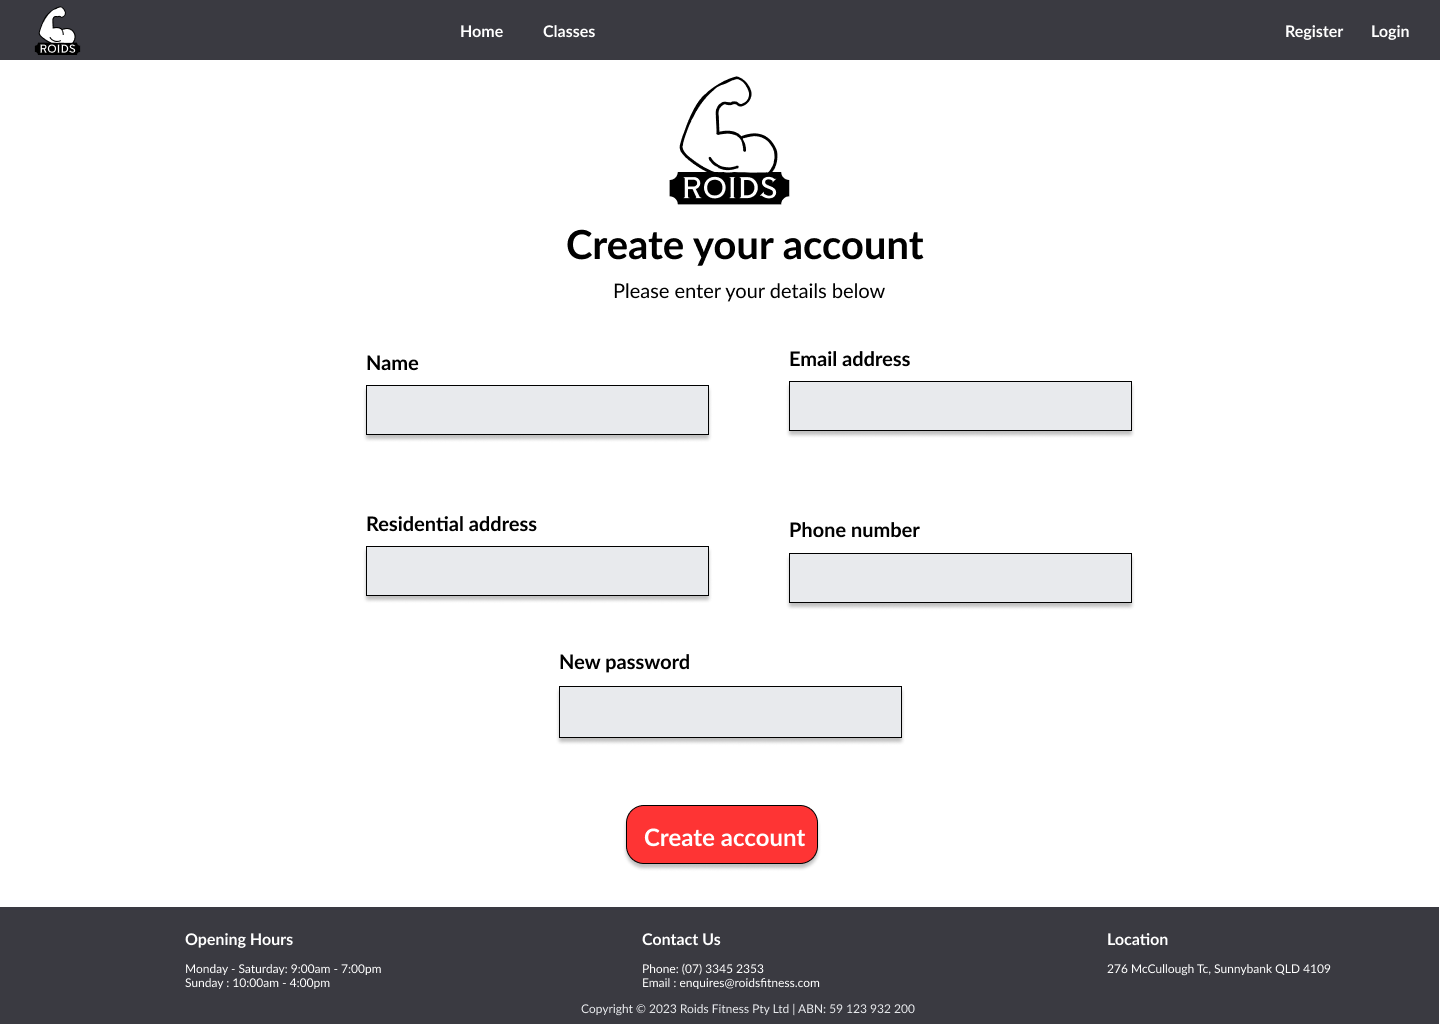 ROIDS
Home
Classes
Register
Login
ROIDS
Create your account
Please enter your details below
Name
Email address
Residential address
Phone number
New password
Create account
Opening Hours
Monday - Saturday: 9:00am - 7:00pm
Sunday : 10:00am - 4:00pm
Contact Us
Phone: (07) 3345 2353
Email : enquires@roidsfitness.com
Location
276 McCullough Tc, Sunnybank QLD 4109
Copyright © 2023 Roids Fitness Pty Ltd | ABN: 59 123 932 200